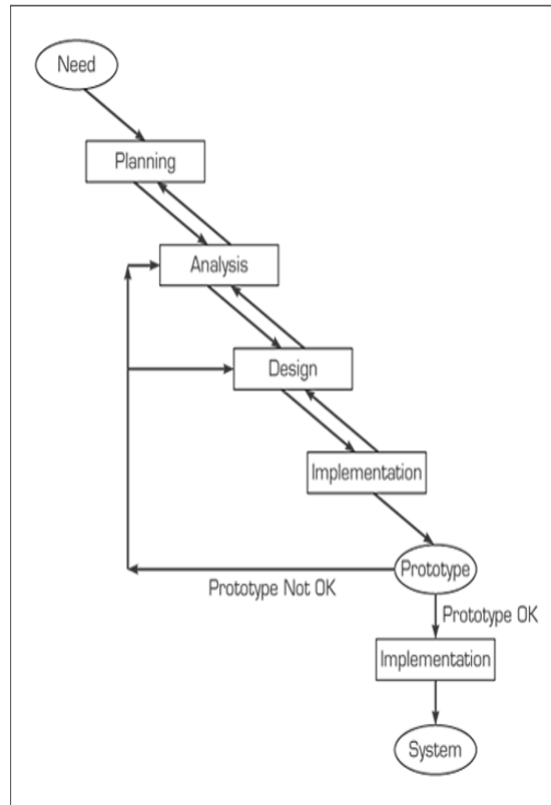 Need
Planning
Analysis
Design
Implementation
Prototype
Prototype Not OK
Prototype OK
Implementation
System